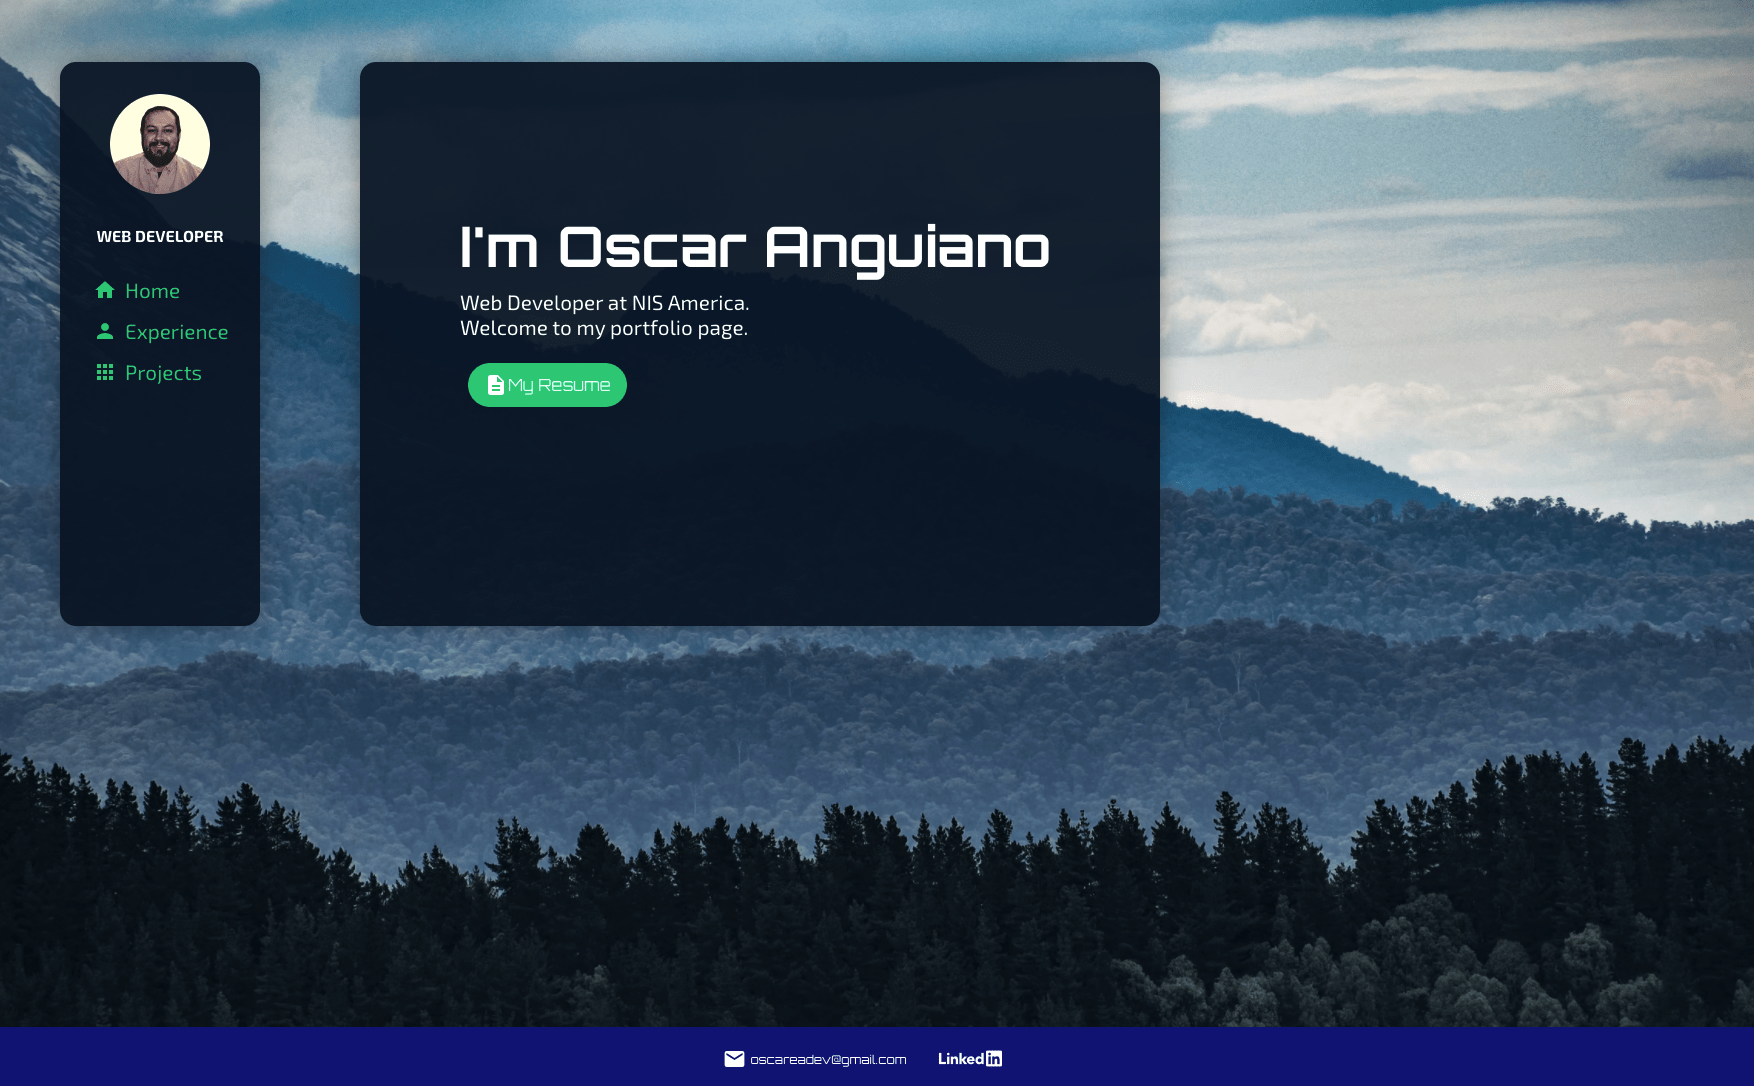 WEB DEVELOPER
Home
Experience
Projects
I'm Oscar Anguiano
Web Developer at NIS America.
Welcome to my portfolio page.
My Resume
oscareadev@gmail.com
Linkedin